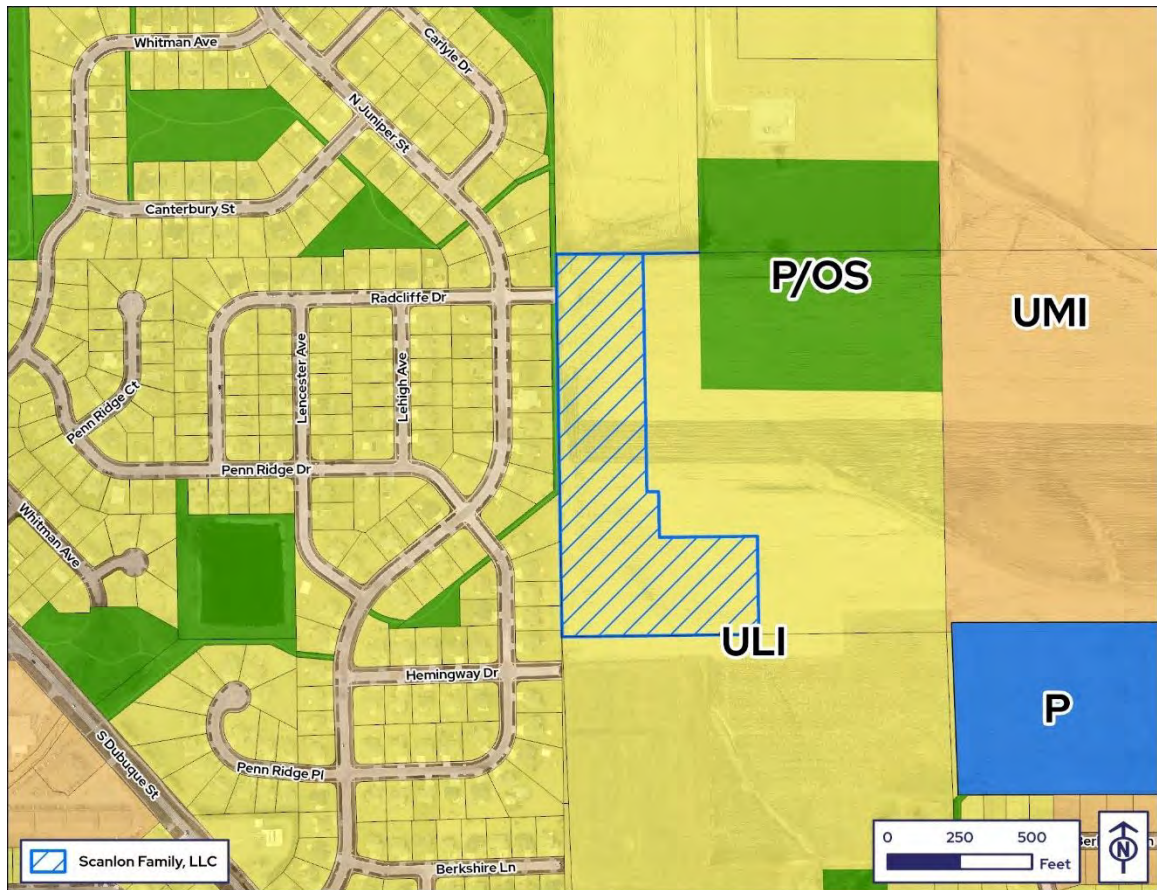 Whitman Ave
Carlyle Dr
N Juniper St
Canterbury St
P/OS
UMI
Radcliffe Dr
Lencester Ave
Lehigh Ave
Penn Ridge Ct
Penn Ridge Dr
Whitman Ave
ULI
Hemingway Dr
P
S Dubuque St
Penn Ridge Pl
Berkshire Ln
Scanlon Family, LLC
0 250 500
Feet
N